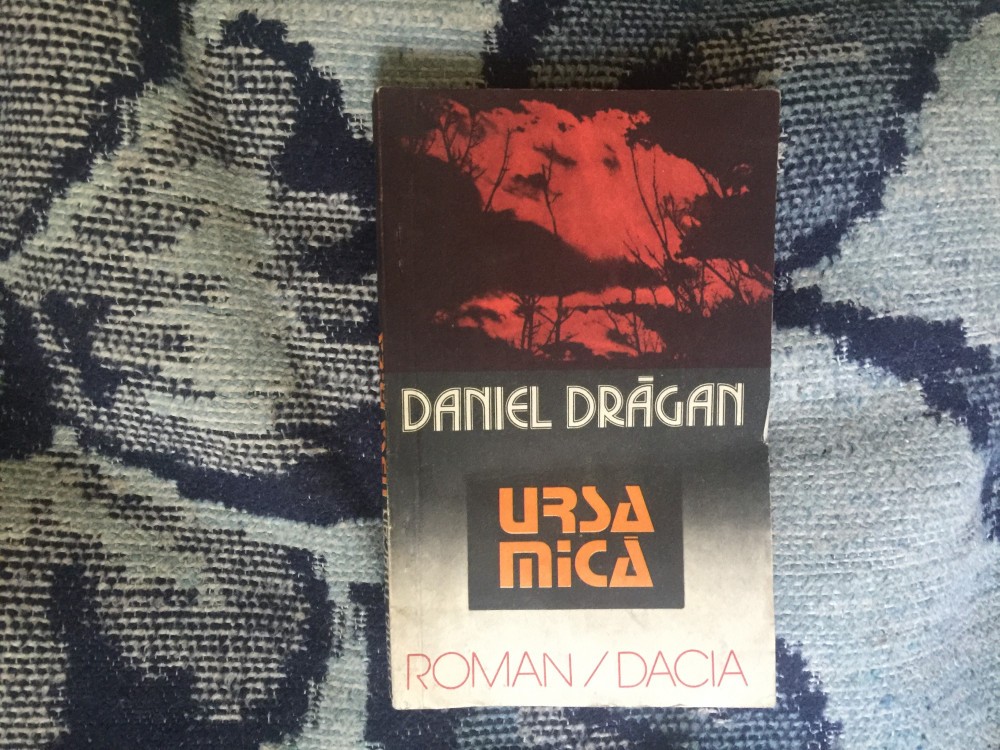 DANIEL DRĂGAN
URSA
MICĂ
ROMAN / DACIA